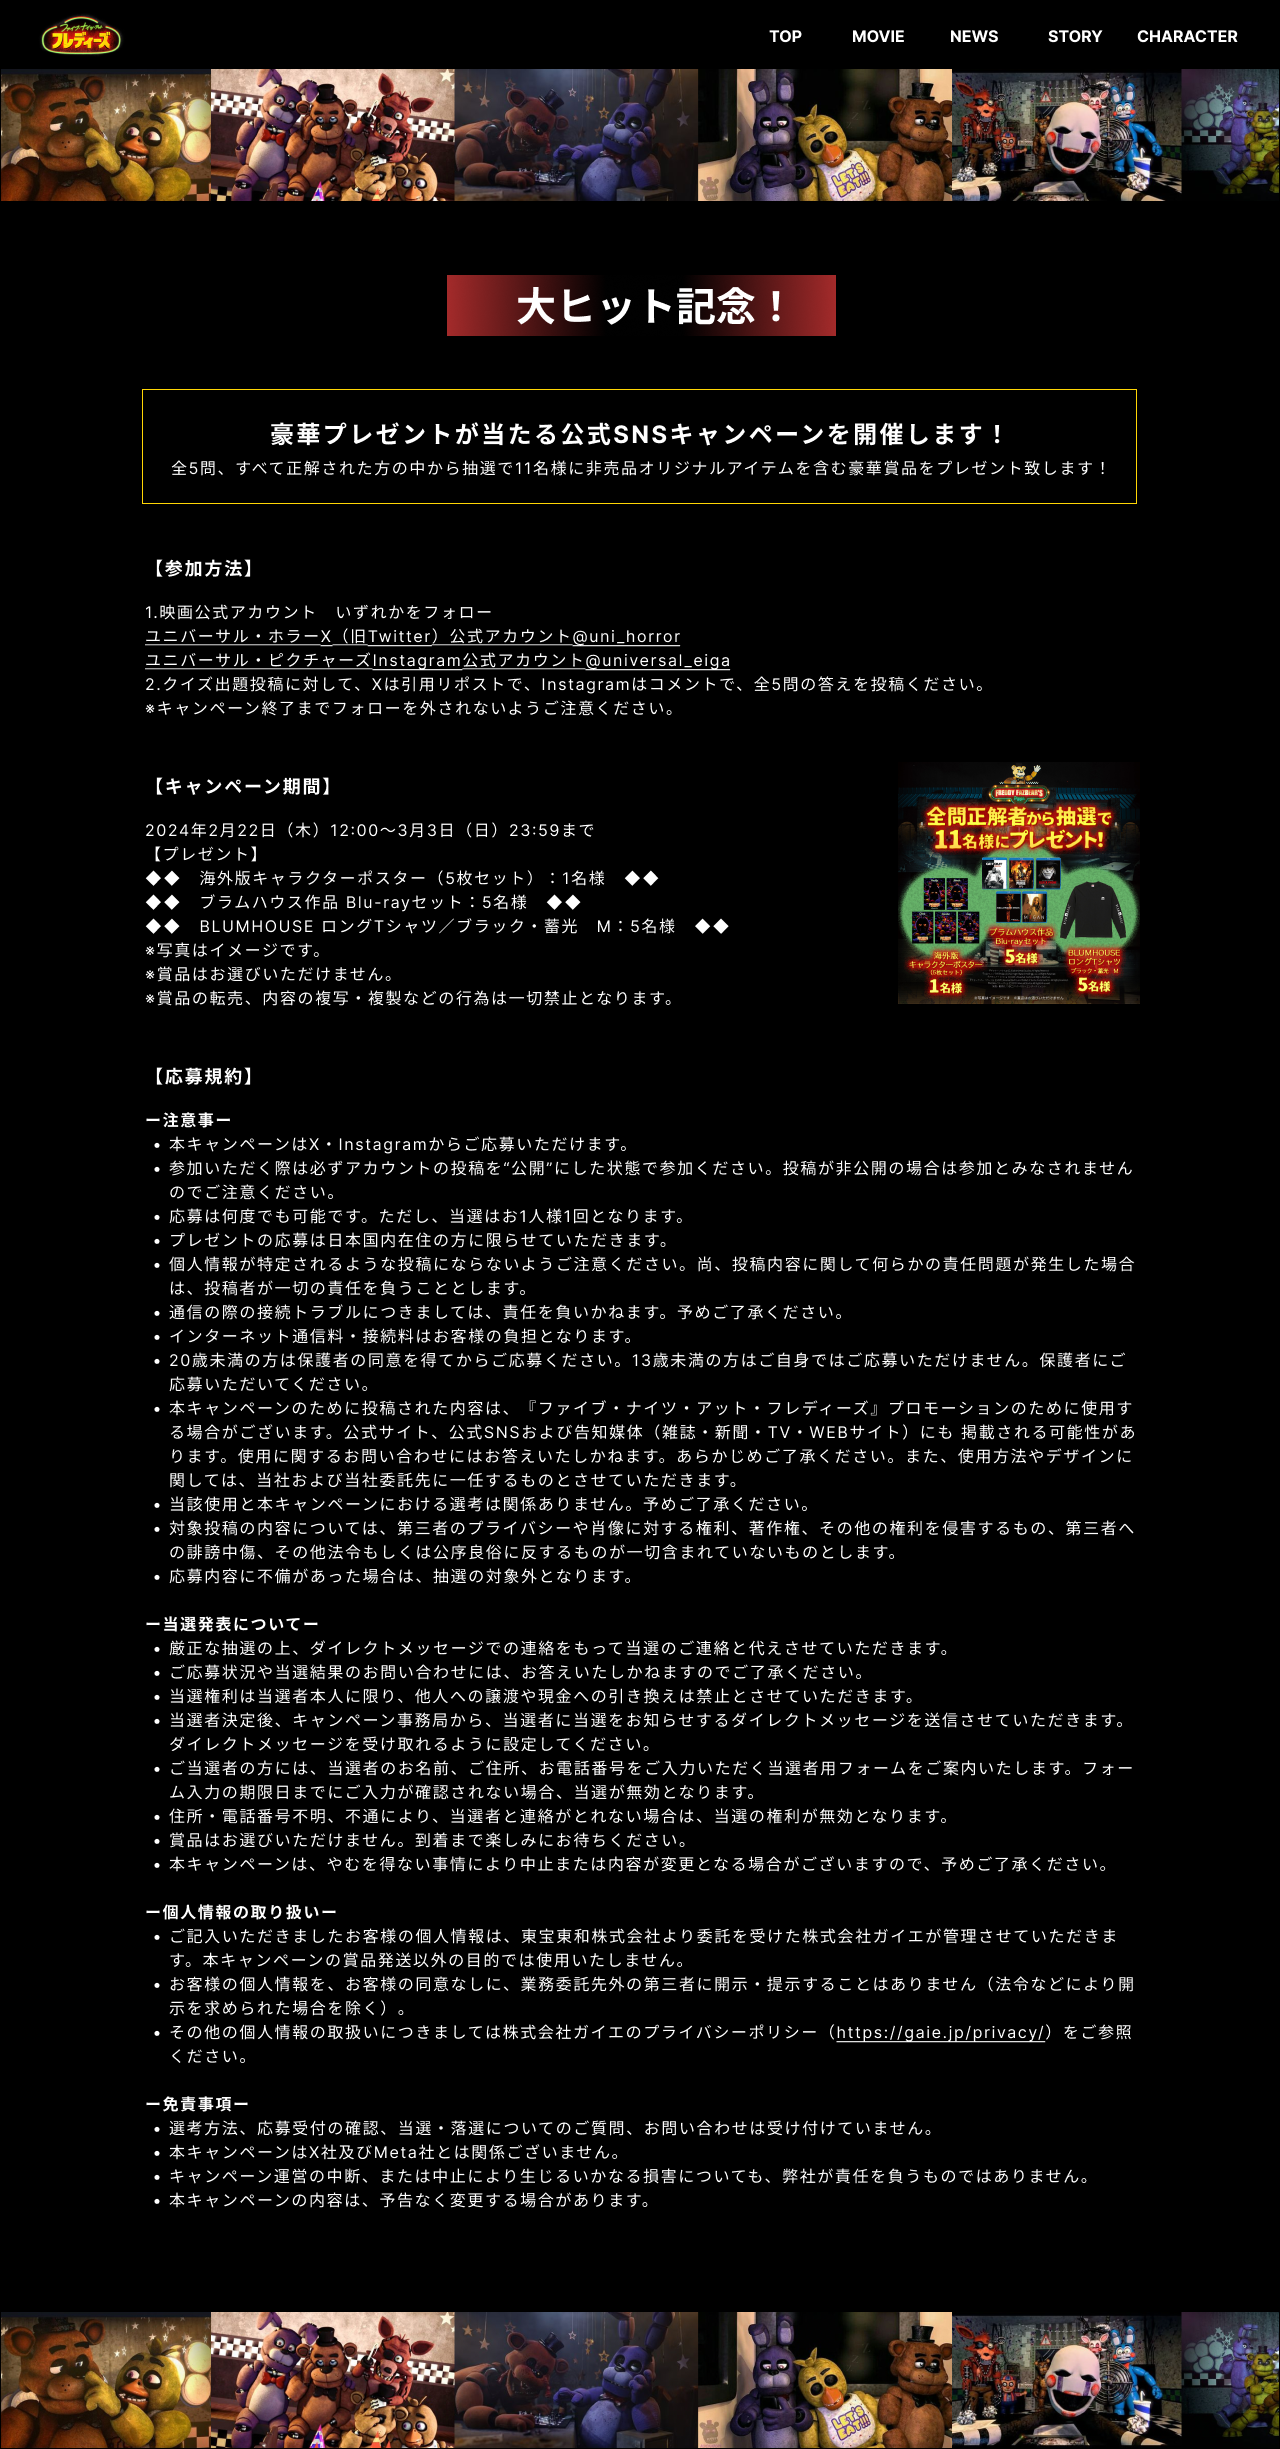 ファイブ・ナイツ・アット・
フレディーズ
TOP MOVIE NEWS STORY CHARACTER
LET'S
EAT!!!
大ヒット記念！
豪華プレゼントが当たる公式SNSキャンペーンを開催します！
全5問、すべて正解された方の中から抽選で11名様に非売品オリジナルアイテムを含む豪華賞品をプレゼント致します！
【参加方法】
1.映画公式アカウント　いずれかをフォロー
ユニバーサル・ホラーX（旧Twitter）公式アカウント@uni_horror
ユニバーサル・ピクチャーズInstagram公式アカウント@universal_eiga
2.クイズ出題投稿に対して、Xは引用リポストで、Instagramはコメントで、全5問の答えを投稿ください。
※キャンペーン終了までフォローを外されないようご注意ください。
【キャンペーン期間】
2024年2月22日（木）12:00〜3月3日（日）23:59まで
【プレゼント】
◆◆　海外版キャラクターポスター（5枚セット）：1名様　◆◆
◆◆　ブラムハウス作品 Blu-rayセット：5名様　◆◆
◆◆　BLUMHOUSE ロングTシャツ／ブラック・蓄光　M：5名様　◆◆
※写真はイメージです。
※賞品はお選びいただけません。
※賞品の転売、内容の複写・複製などの行為は一切禁止となります。
FREDDY FAZBEAR'S
全問正解者から抽選で
11名様にプレゼント!
ブラムハウス作品
Blu-rayセット
5名様
海外版
キャラクターポスター
(5枚セット)
1名様
BLUMHOUSE
ロングTシャツ
ブラック・蓄光　M
5名様
※写真はイメージです ※賞品はお選びいただけません
【応募規約】
ー注意事ー
• 本キャンペーンはX・Instagramからご応募いただけます。
• 参加いただく際は必ずアカウントの投稿を“公開”にした状態で参加ください。投稿が非公開の場合は参加とみなされません
のでご注意ください。
• 応募は何度でも可能です。ただし、当選はお1人様1回となります。
• プレゼントの応募は日本国内在住の方に限らせていただきます。
• 個人情報が特定されるような投稿にならないようご注意ください。尚、投稿内容に関して何らかの責任問題が発生した場合
は、投稿者が一切の責任を負うこととします。
• 通信の際の接続トラブルにつきましては、責任を負いかねます。予めご了承ください。
• インターネット通信料・接続料はお客様の負担となります。
• 20歳未満の方は保護者の同意を得てからご応募ください。13歳未満の方はご自身ではご応募いただけません。保護者にご
応募いただいてください。
• 本キャンペーンのために投稿された内容は、『ファイブ・ナイツ・アット・フレディーズ』プロモーションのために使用す
る場合がございます。公式サイト、公式SNSおよび告知媒体（雑誌・新聞・TV・WEBサイト）にも 掲載される可能性があ
ります。使用に関するお問い合わせにはお答えいたしかねます。あらかじめご了承ください。また、使用方法やデザインに
関しては、当社および当社委託先に一任するものとさせていただきます。
• 当該使用と本キャンペーンにおける選考は関係ありません。予めご了承ください。
• 対象投稿の内容については、第三者のプライバシーや肖像に対する権利、著作権、その他の権利を侵害するもの、第三者へ
の誹謗中傷、その他法令もしくは公序良俗に反するものが一切含まれていないものとします。
• 応募内容に不備があった場合は、抽選の対象外となります。
ー当選発表についてー
• 厳正な抽選の上、ダイレクトメッセージでの連絡をもって当選のご連絡と代えさせていただきます。
• ご応募状況や当選結果のお問い合わせには、お答えいたしかねますのでご了承ください。
• 当選権利は当選者本人に限り、他人への譲渡や現金への引き換えは禁止とさせていただきます。
• 当選者決定後、キャンペーン事務局から、当選者に当選をお知らせするダイレクトメッセージを送信させていただきます。
ダイレクトメッセージを受け取れるように設定してください。
• ご当選者の方には、当選者のお名前、ご住所、お電話番号をご入力いただく当選者用フォームをご案内いたします。フォー
ム入力の期限日までにご入力が確認されない場合、当選が無効となります。
• 住所・電話番号不明、不通により、当選者と連絡がとれない場合は、当選の権利が無効となります。
• 賞品はお選びいただけません。到着まで楽しみにお待ちください。
• 本キャンペーンは、やむを得ない事情により中止または内容が変更となる場合がございますので、予めご了承ください。
ー個人情報の取り扱いー
• ご記入いただきましたお客様の個人情報は、東宝東和株式会社より委託を受けた株式会社ガイエが管理させていただきま
す。本キャンペーンの賞品発送以外の目的では使用いたしません。
• お客様の個人情報を、お客様の同意なしに、業務委託先外の第三者に開示・提示することはありません（法令などにより開
示を求められた場合を除く）。
• その他の個人情報の取扱いにつきましては株式会社ガイエのプライバシーポリシー（https://gaie.jp/privacy/）をご参照
ください。
ー免責事項ー
• 選考方法、応募受付の確認、当選・落選についてのご質問、お問い合わせは受け付けていません。
• 本キャンペーンはX社及びMeta社とは関係ございません。
• キャンペーン運営の中断、または中止により生じるいかなる損害についても、弊社が責任を負うものではありません。
• 本キャンペーンの内容は、予告なく変更する場合があります。
LET'S
EAT!!!